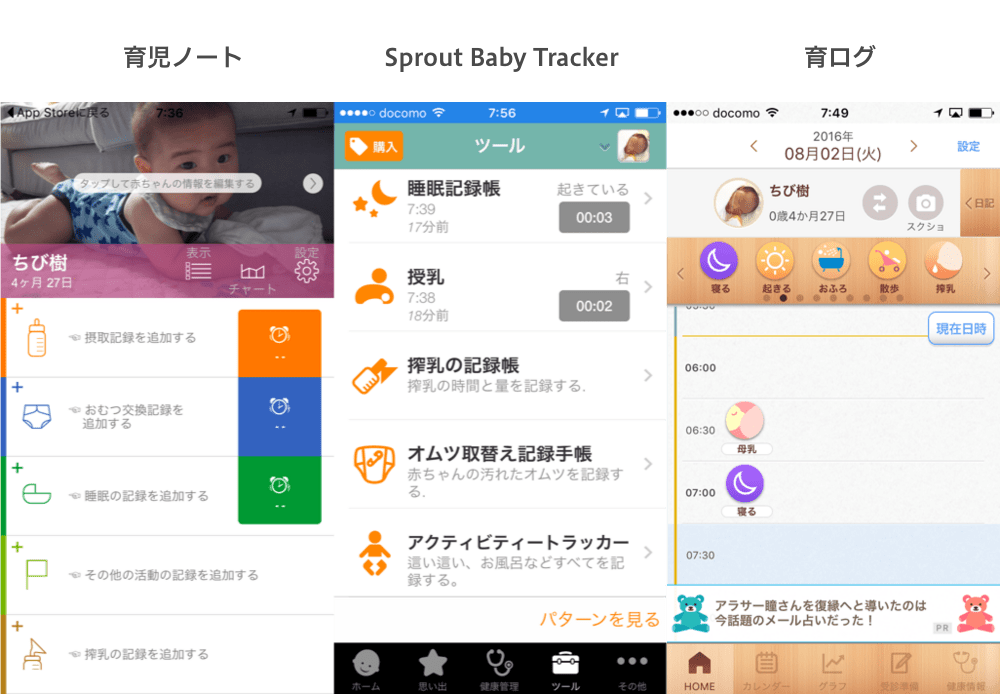 育児ノート
Sprout Baby Tracker
育ログ
App Storeに戻る
7:36
タップして赤ちゃんの情報を編集する
ちび樹
4ヶ月 27日
表示
チャート
設定
摂取記録を追加する
--
おむつ交換記録を
追加する
--
睡眠の記録を追加する
--
その他の活動の記録を追加する
搾乳の記録を追加する
docomo
7:56
購入
ツール
睡眠記録帳
7:39
17分前
起きている
00:03
授乳
7:38
18分前
右
00:02
搾乳の記録帳
搾乳の時間と量を記録する.
オムツ取替え記録手帳
赤ちゃんの汚れたオムツを記録す
る.
アクティビティートラッカー
這い這い、お風呂などすべてを記
録する。
パターンを見る
ホーム
思い出
健康管理
ツール
その他
docomo
7:49
2016年
08月02日(火)
設定
ちび樹
0歳4か月27日
スクショ
日記
寝る
起きる
おふろ
散歩
搾乳
05:30
現在日時
06:00
06:30
母乳
07:00
寝る
07:30
アラサー瞳さんを復縁へと導いたのは
今話題のメール占いだった！
PR
HOME
カレンダー
グラフ
受診準備
健康情報